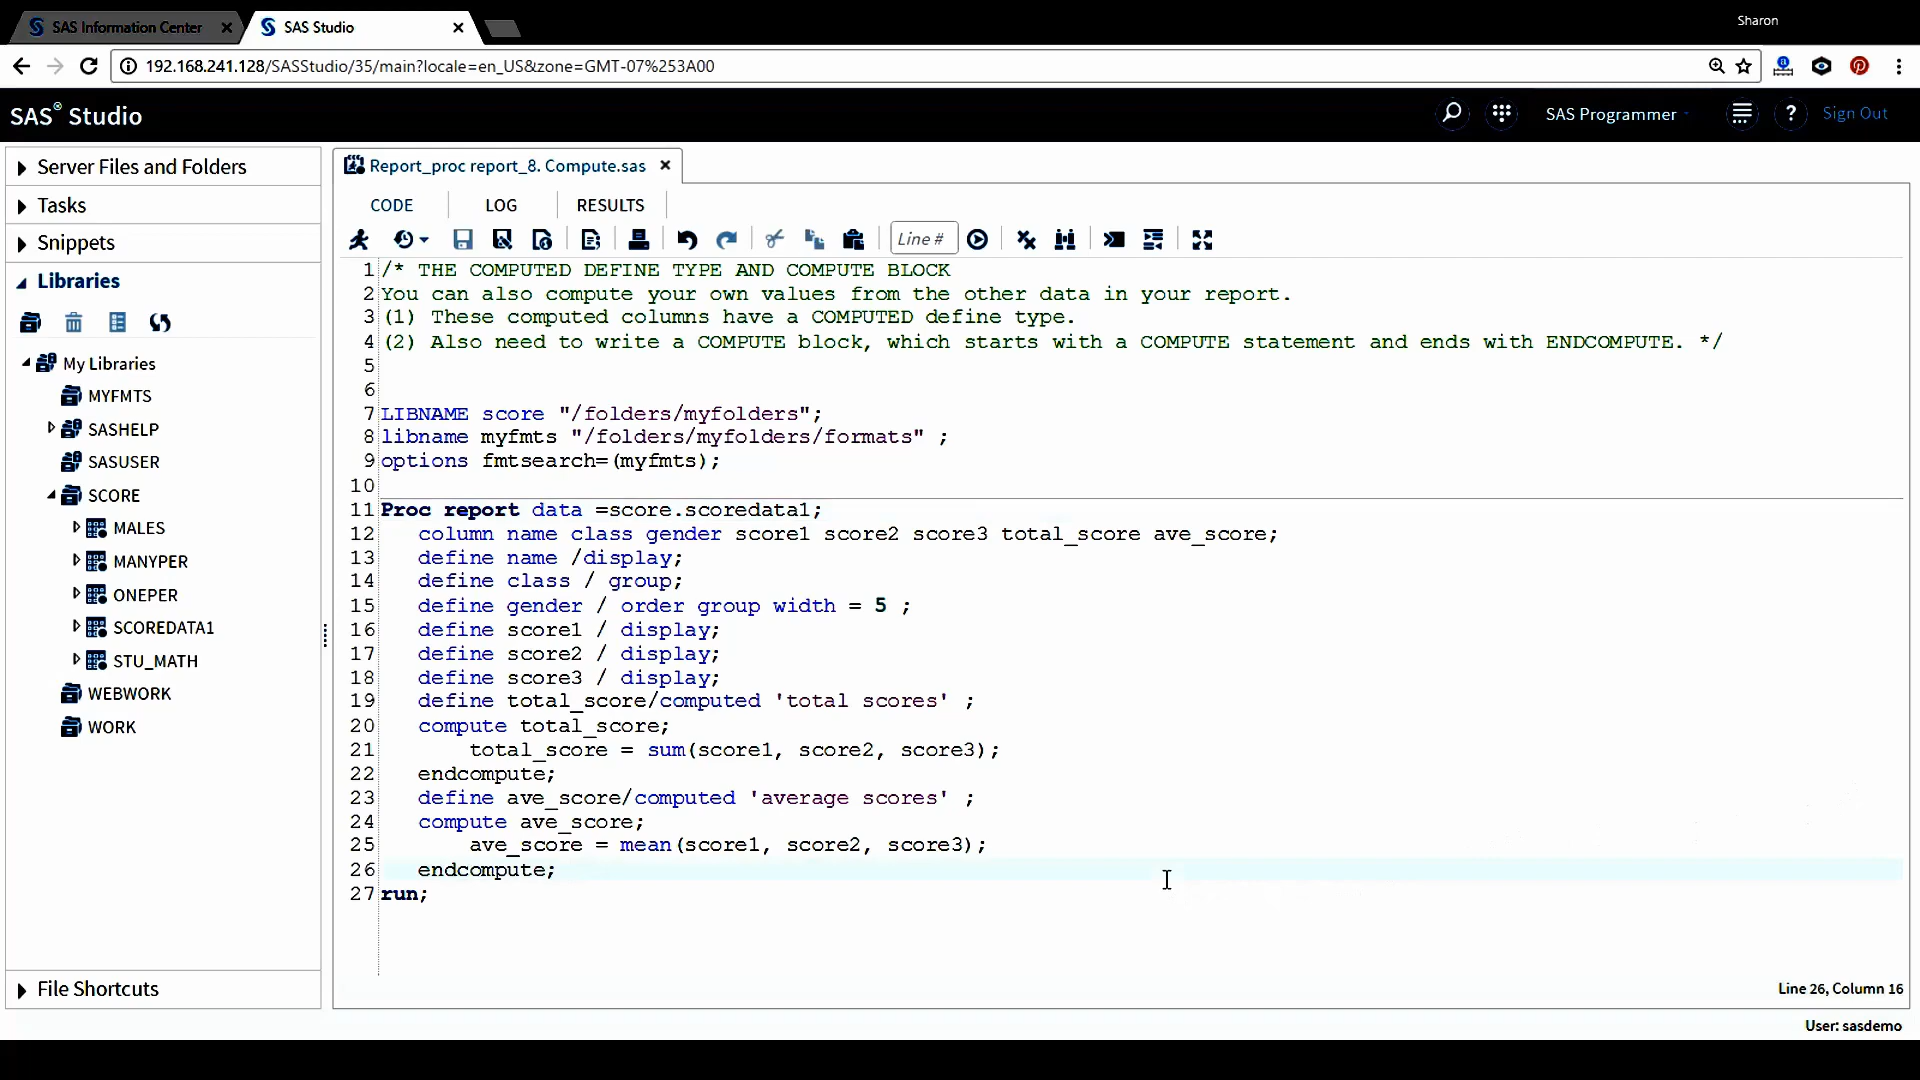 SAS Information Center
SAS Studio
Sharon
192.168.241.128/SASStudio/35/main?locale=en_US&zone=GMT-07%253A00
SAS® Studio
SAS Programmer
Sign Out
Server Files and Folders
Tasks
Snippets
Libraries
My Libraries
MYFMTS
SASHELP
SASUSER
SCORE
MALES
MANYPER
ONEPER
SCOREDATA1
STU_MATH
WEBWORK
WORK
File Shortcuts
Report_proc report_8. Compute.sas
CODE
LOG
RESULTS
Line #
1 /* THE COMPUTED DEFINE TYPE AND COMPUTE BLOCK
2 You can also compute your own values from the other data in your report.
3 (1) These computed columns have a COMPUTED define type.
4 (2) Also need to write a COMPUTE block, which starts with a COMPUTE statement and ends with ENDCOMPUTE. */
5
6
7 LIBNAME score "/folders/myfolders";
8 libname myfmts "/folders/myfolders/formats" ;
9 options fmtsearch=(myfmts);
10
11 Proc report data =score.scoredata1;
12 column name class gender score1 score2 score3 total_score ave_score;
13 define name /display;
14 define class / group;
15 define gender / order group width = 5 ;
16 define score1 / display;
17 define score2 / display;
18 define score3 / display;
19 define total_score/computed 'total scores' ;
20 compute total_score;
21 total_score = sum(score1, score2, score3);
22 endcompute;
23 define ave_score/computed 'average scores' ;
24 compute ave_score;
25 ave_score = mean(score1, score2, score3);
26 endcompute;
27 run;
Line 26, Column 16
User: sasdemo